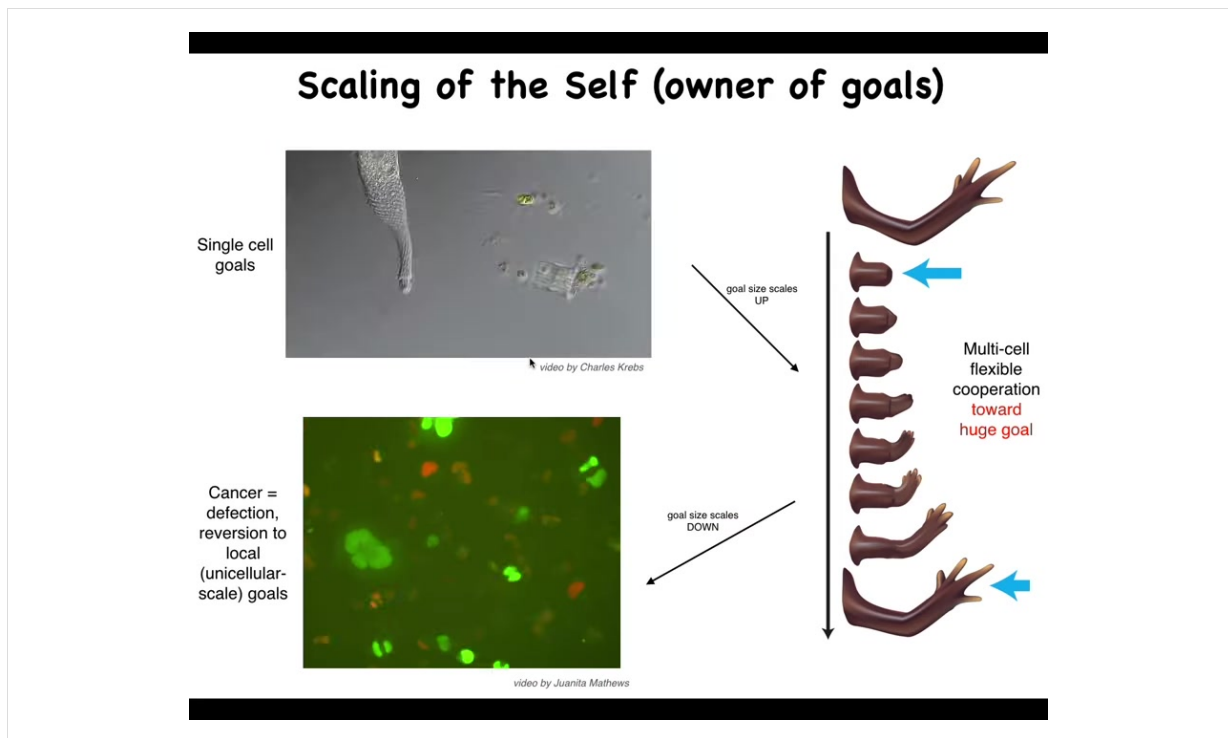 Scaling of the Self (owner of goals)
Single cell
goals
video by Charles Krebs
goal size scales
UP
Multi-cell
flexible
cooperation
toward
huge goal
Cancer =
defection,
reversion to
local
(unicellular-
scale) goals
goal size scales
DOWN
video by Juanita Mathews